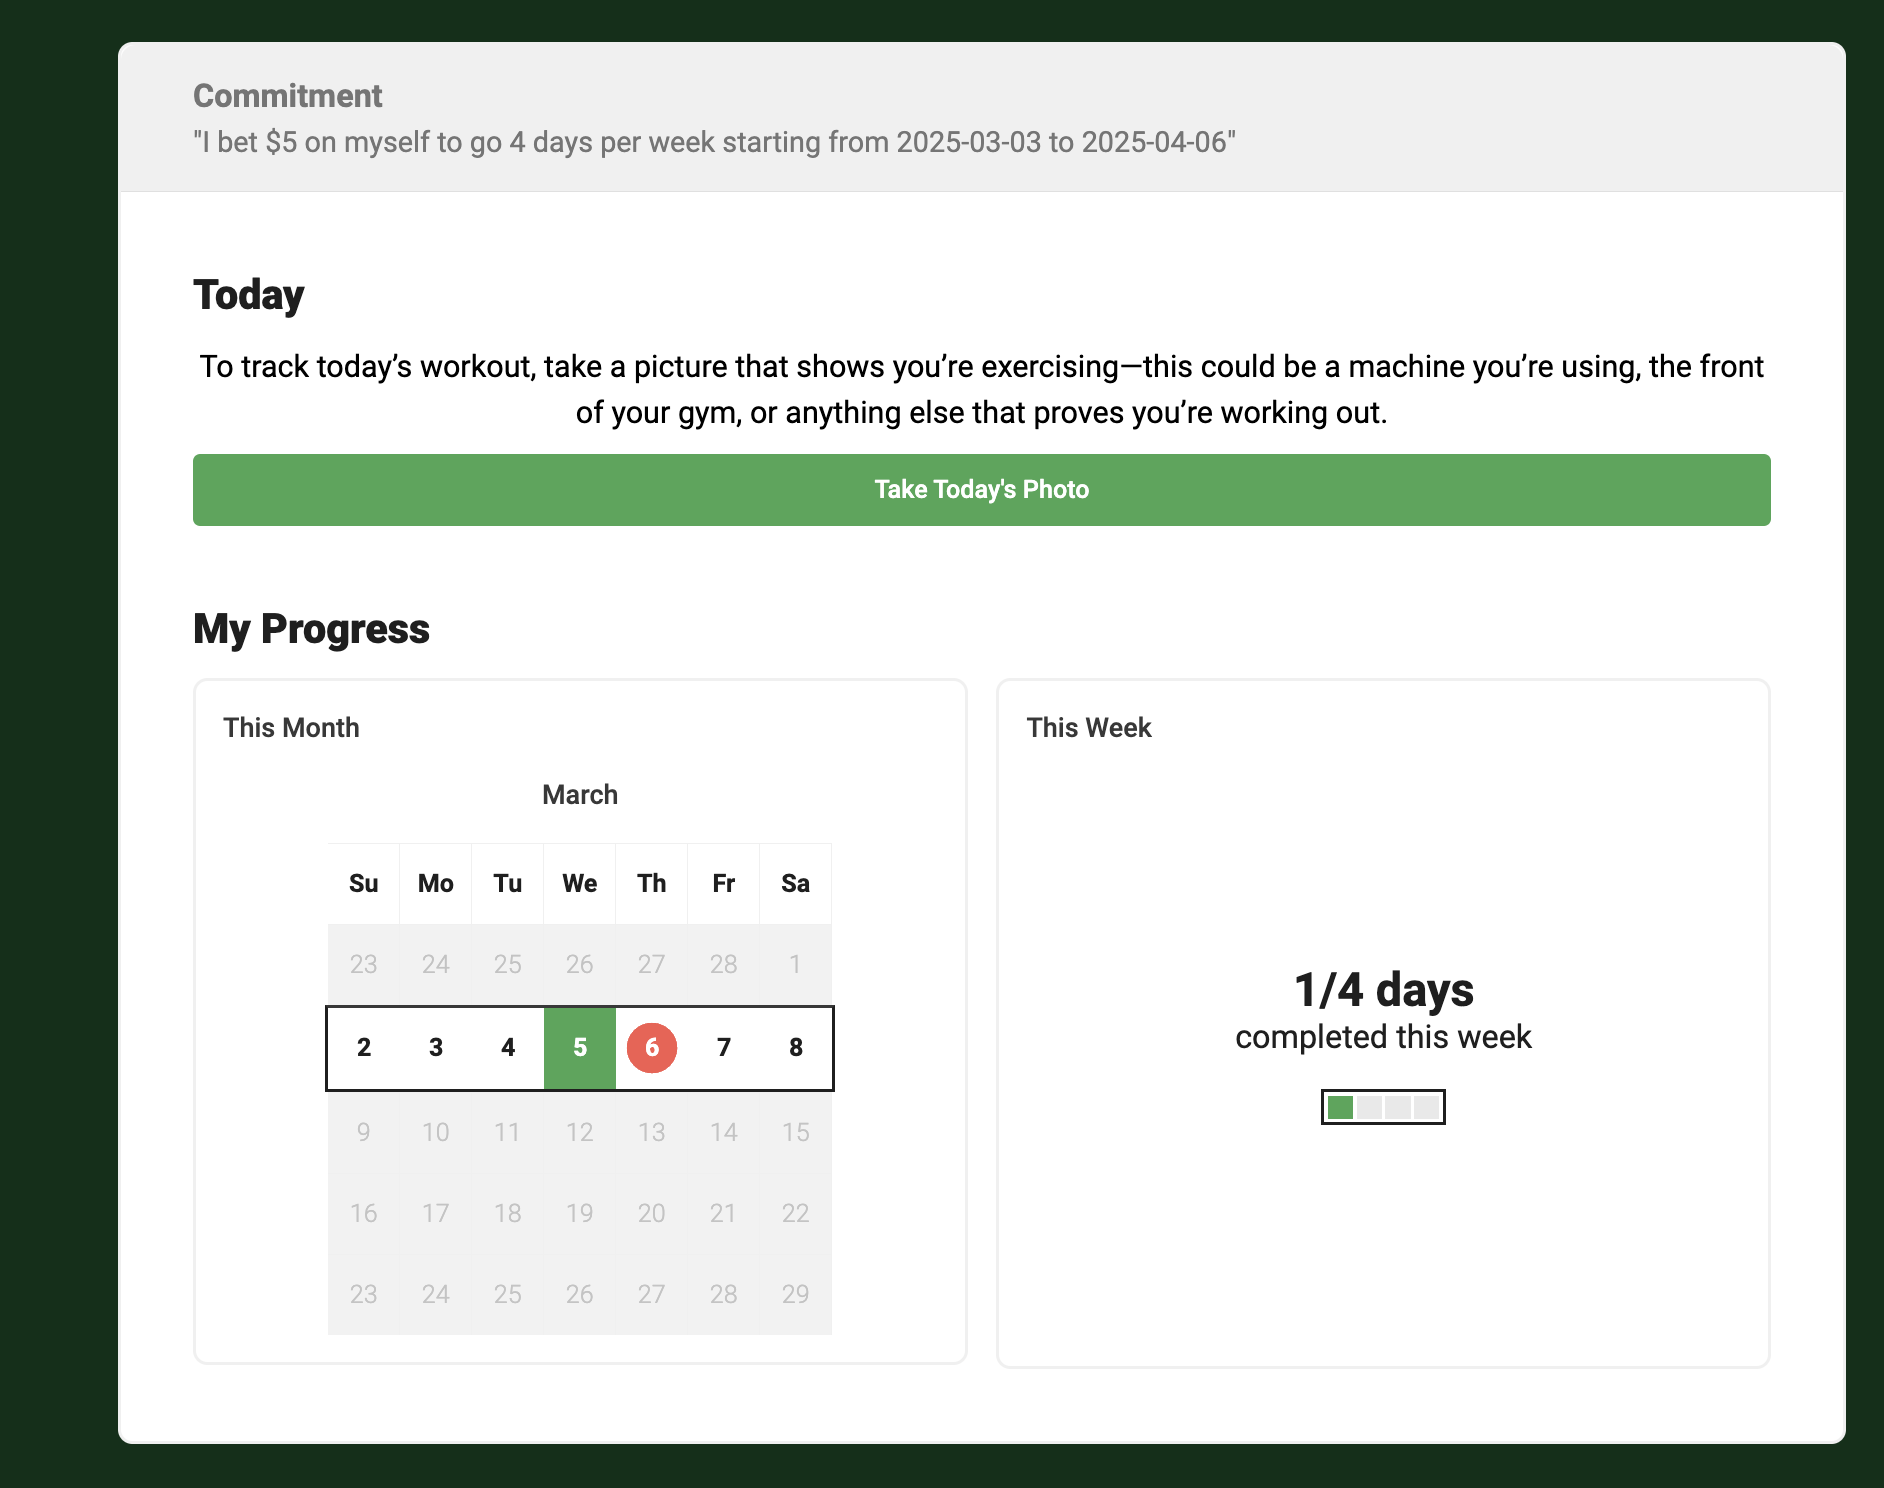 Commitment
"I bet $5 on myself to go 4 days per week starting from 2025-03-03 to 2025-04-06"
Today
To track today’s workout, take a picture that shows you’re exercising—this could be a machine you’re using, the front
of your gym, or anything else that proves you’re working out.
Take Today's Photo
My Progress
This Month
March
Su Mo Tu We Th Fr Sa
23 24 25 26 27 28 1
2 3 4 5 6 7 8
9 10 11 12 13 14 15
16 17 18 19 20 21 22
23 24 25 26 27 28 29
This Week
1/4 days
completed this week